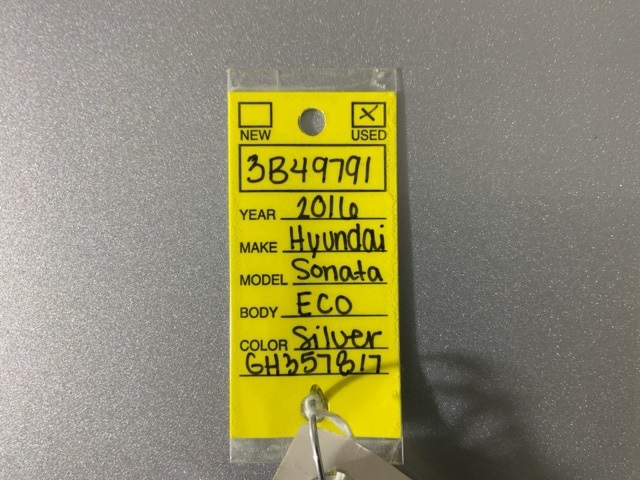 NEW USED
3B49791
YEAR 2016
MAKE Hyundai
MODEL Sonata
BODY ECO
COLOR Silver
GH357817